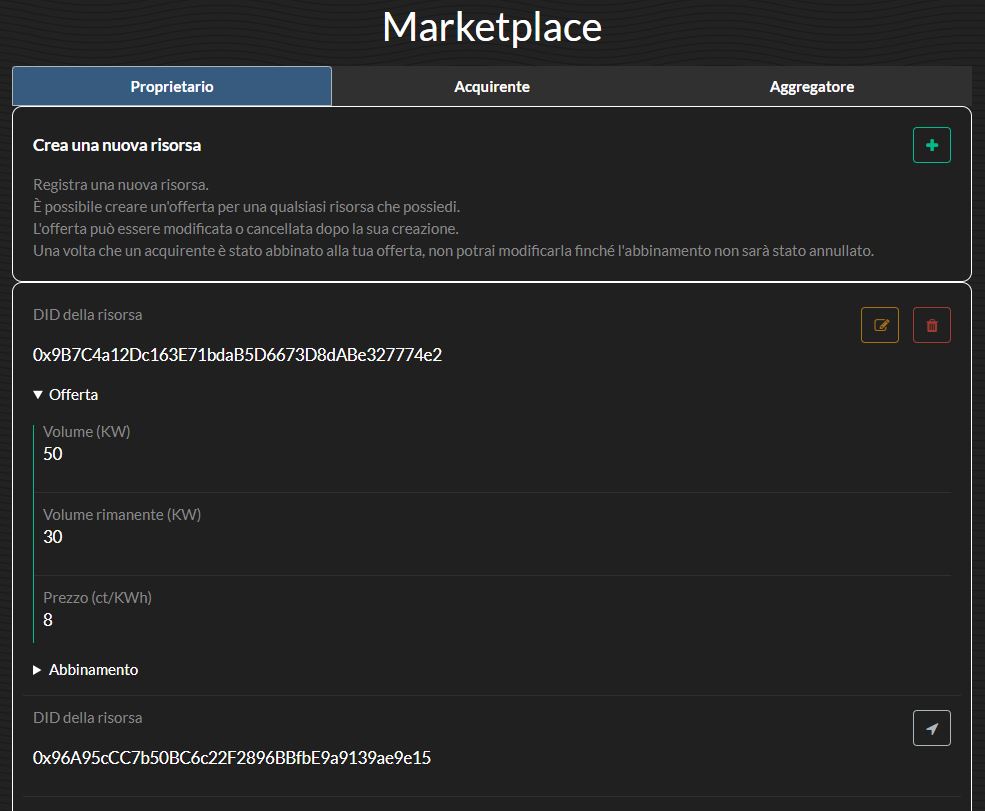 Marketplace
Proprietario
Acquirente
Aggregatore
Crea una nuova risorsa
Registra una nuova risorsa.
È possibile creare un'offerta per una qualsiasi risorsa che possiedi.
L'offerta può essere modificata o cancellata dopo la sua creazione.
Una volta che un acquirente è stato abbinato alla tua offerta, non potrai modificarla finché l'abbinamento non sarà stato annullato.
DID della risorsa
0x9B7C4a12Dc163E71bdaB5D6673D8dABe327774e2
Offerta
Volume (KW)
50
Volume rimanente (KW)
30
Prezzo (ct/KWh)
8
Abbinamento
DID della risorsa
0x96A95cCC7b50BC6c22F2896BBfbE9a9139ae9e15